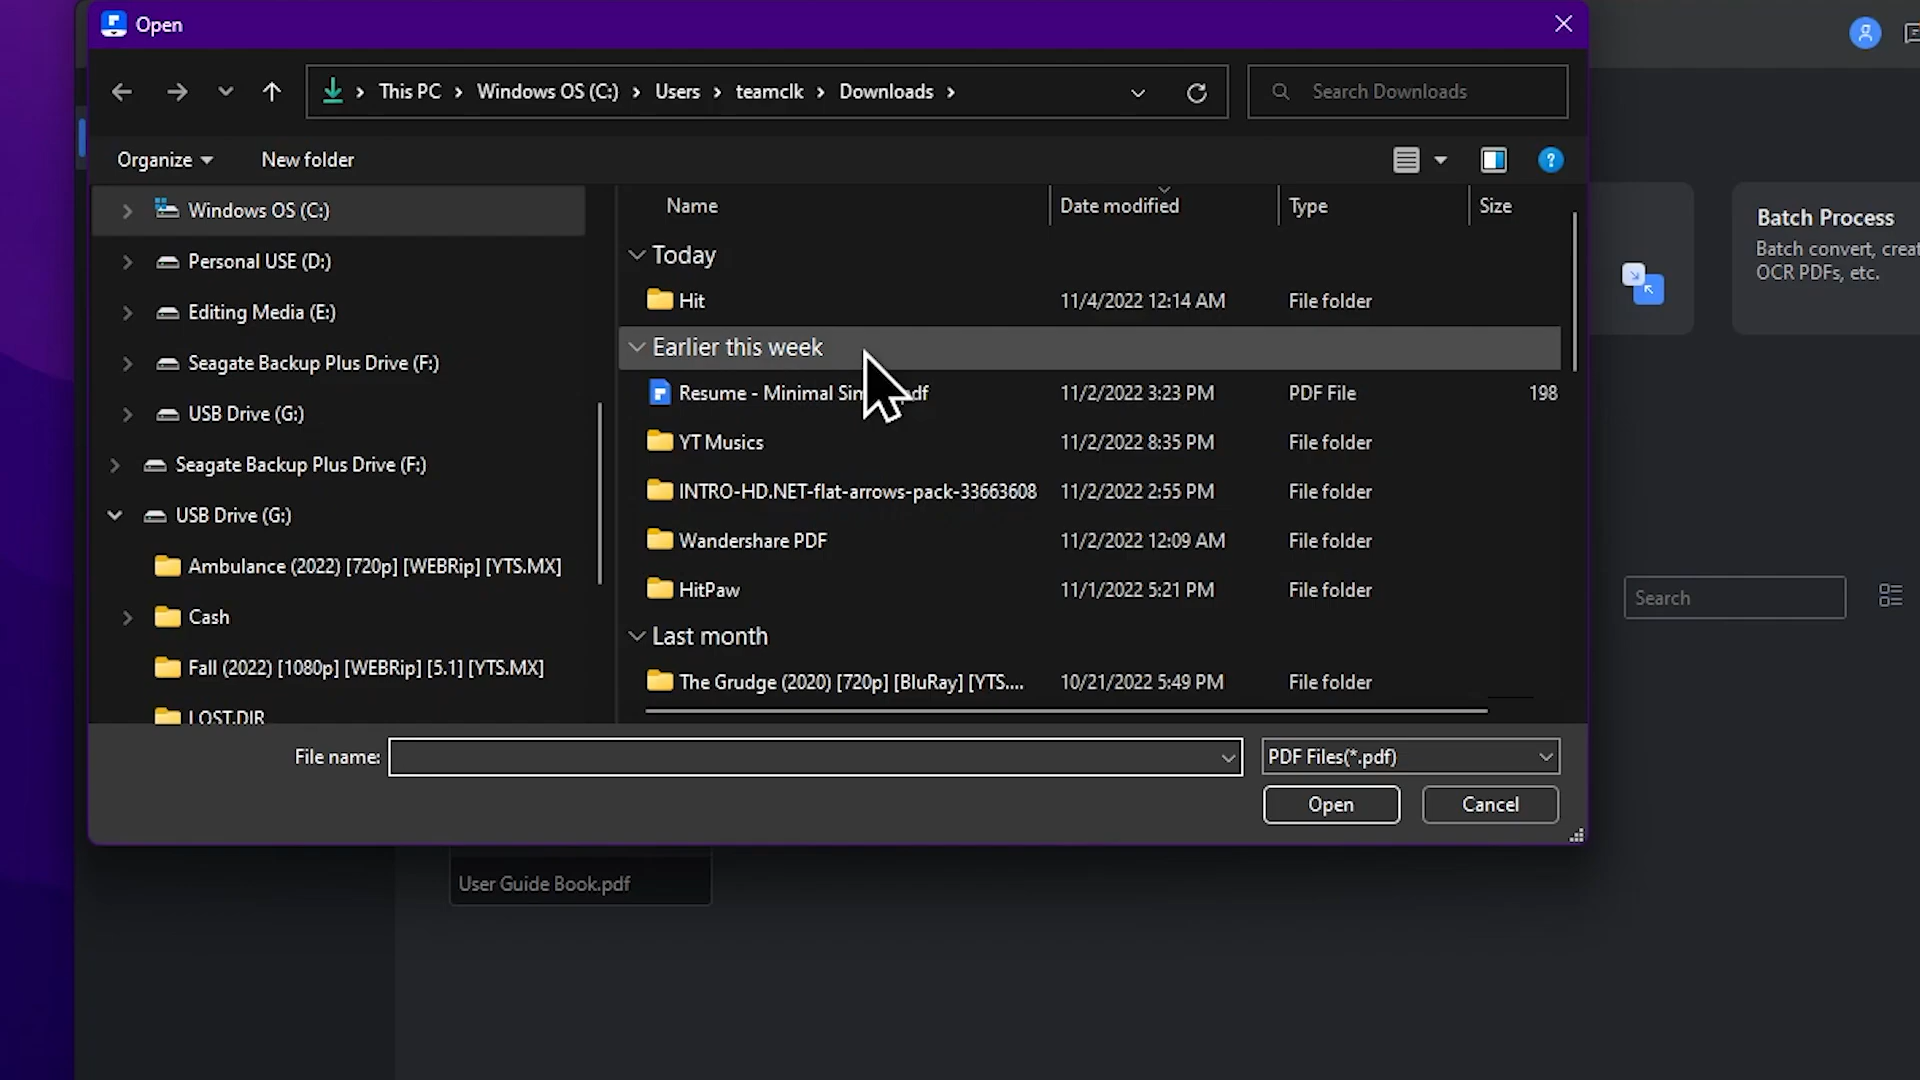 Open
This PC > Windows OS (C:) > Users > teamclk > Downloads >
Search Downloads
Organize
New folder
?
Windows OS (C:)
Personal USE (D:)
Editing Media (E:)
Seagate Backup Plus Drive (F:)
USB Drive (G:)
Seagate Backup Plus Drive (F:)
USB Drive (G:)
Ambulance (2022) [720p] [WEBRip] [YTS.MX]
Cash
Fall (2022) [1080p] [WEBRip] [5.1] [YTS.MX]
LOST.DIR
Name Date modified Type Size
Today
Hit 11/4/2022 12:14 AM File folder
Earlier this week
Resume - Minimal 11/2/2022 3:23 PM PDF File 198
YT Musics 11/2/2022 8:35 PM File folder
INTRO-HD.NET-flat-arrows-pack-33663608 11/2/2022 2:55 PM File folder
Wandershare PDF 11/2/2022 12:09 AM File folder
HitPaw 11/1/2022 5:21 PM File folder
Last month
The Grudge (2020) [720p] [BluRay] [YTS.... 10/21/2022 5:49 PM File folder
File name:
PDF Files(*.pdf)
Open
Cancel
Batch Process
Batch convert, creat
OCR PDFs, etc.
Search
User Guide Book.pdf